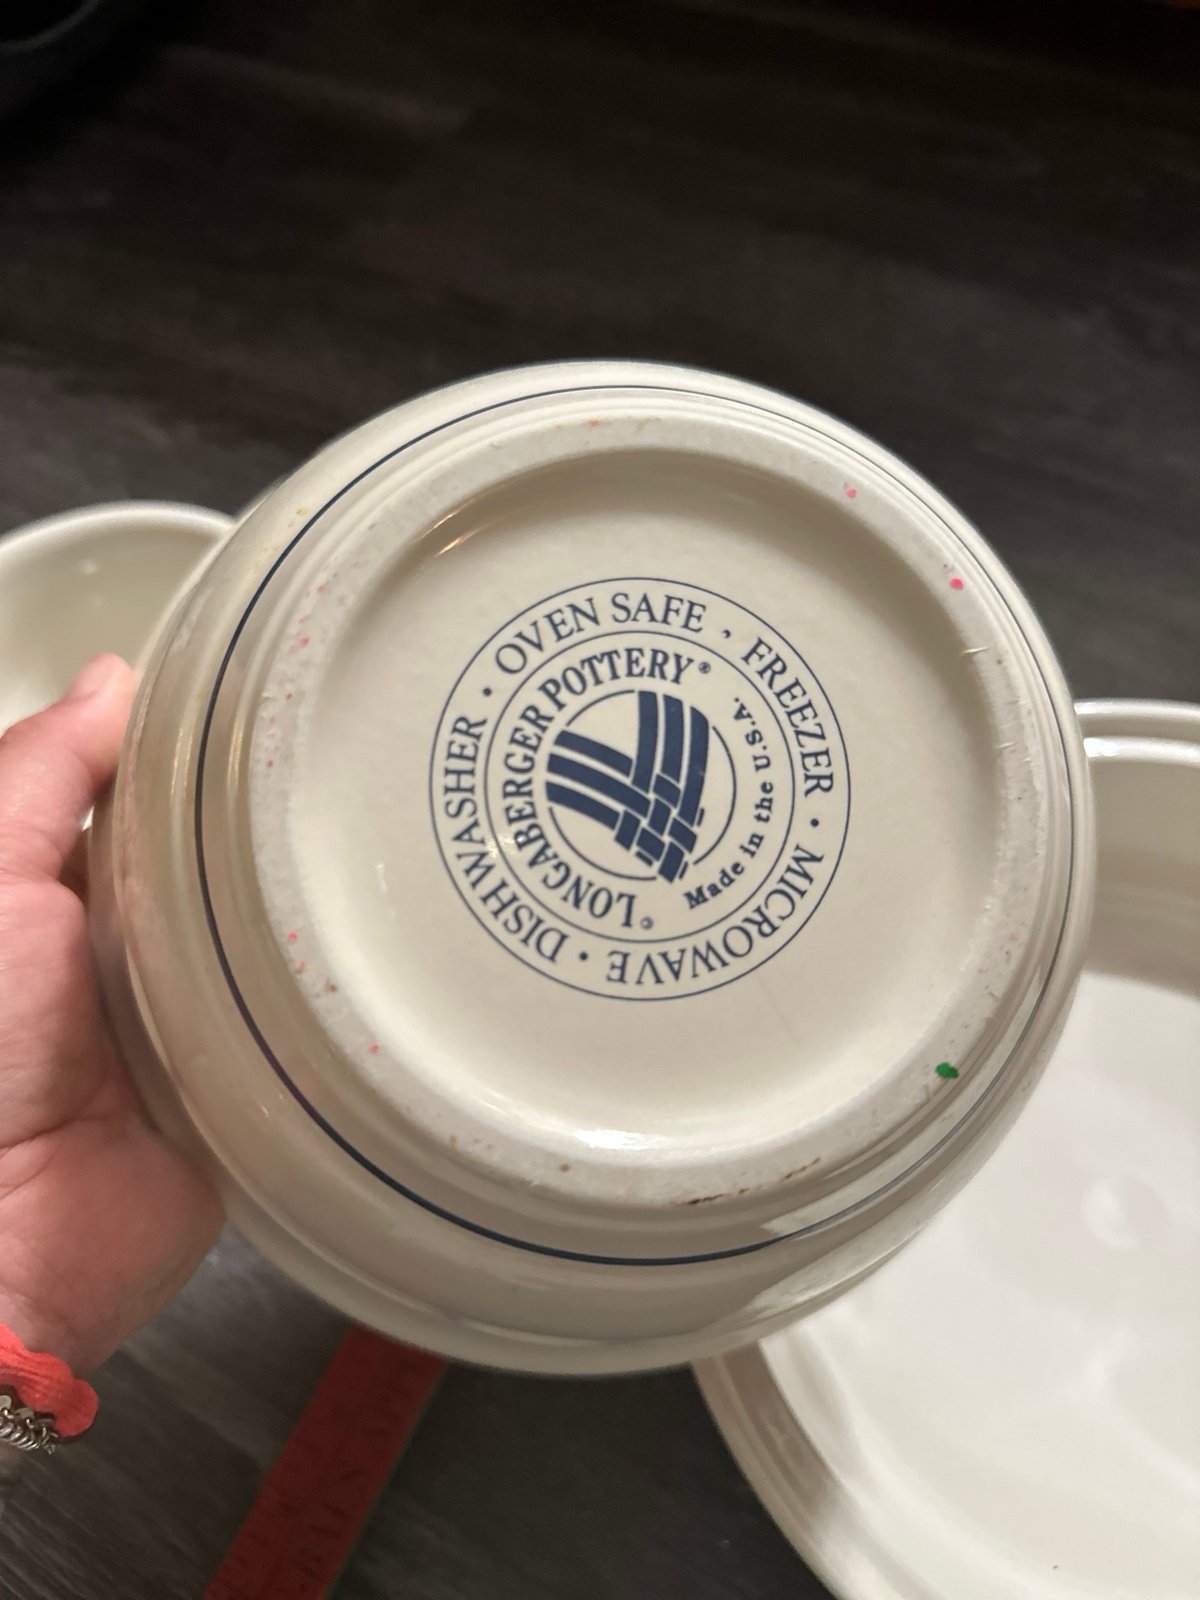 OVEN SAFE • FREEZER • MICROWAVE • DISHWASHER •
© LONGABERGER POTTERY®
Made in the U.S.A.